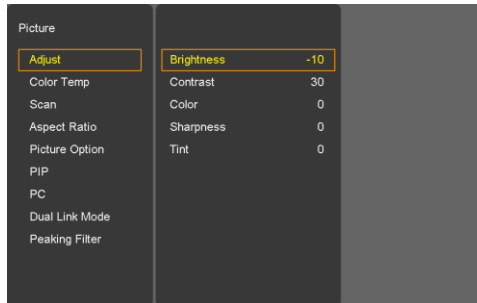 Picture
Adjust
Color Temp
Scan
Aspect Ratio
Picture Option
PIP
PC
Dual Link Mode
Peaking Filter
Brightness -10
Contrast 30
Color 0
Sharpness 0
Tint 0